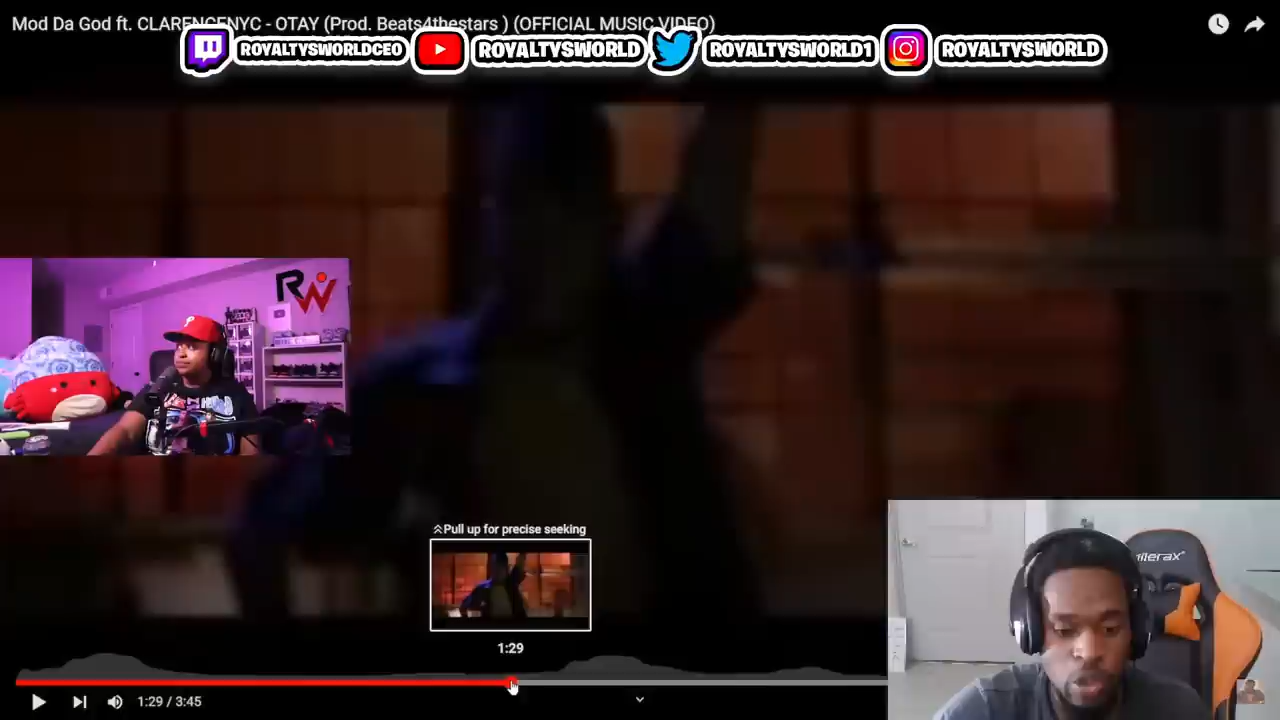 Mod Da God ft. CLARENCENYC - OTAY (Prod. Beats4thestars ) (OFFICIAL MUSIC VIDEO)
ROYALTYSWORLDCEO ROYALTYSWORLD ROYALTYSWORLD1 ROYALTYSWORLD
RW
Pull up for precise seeking
1:29
1:29 / 3:45